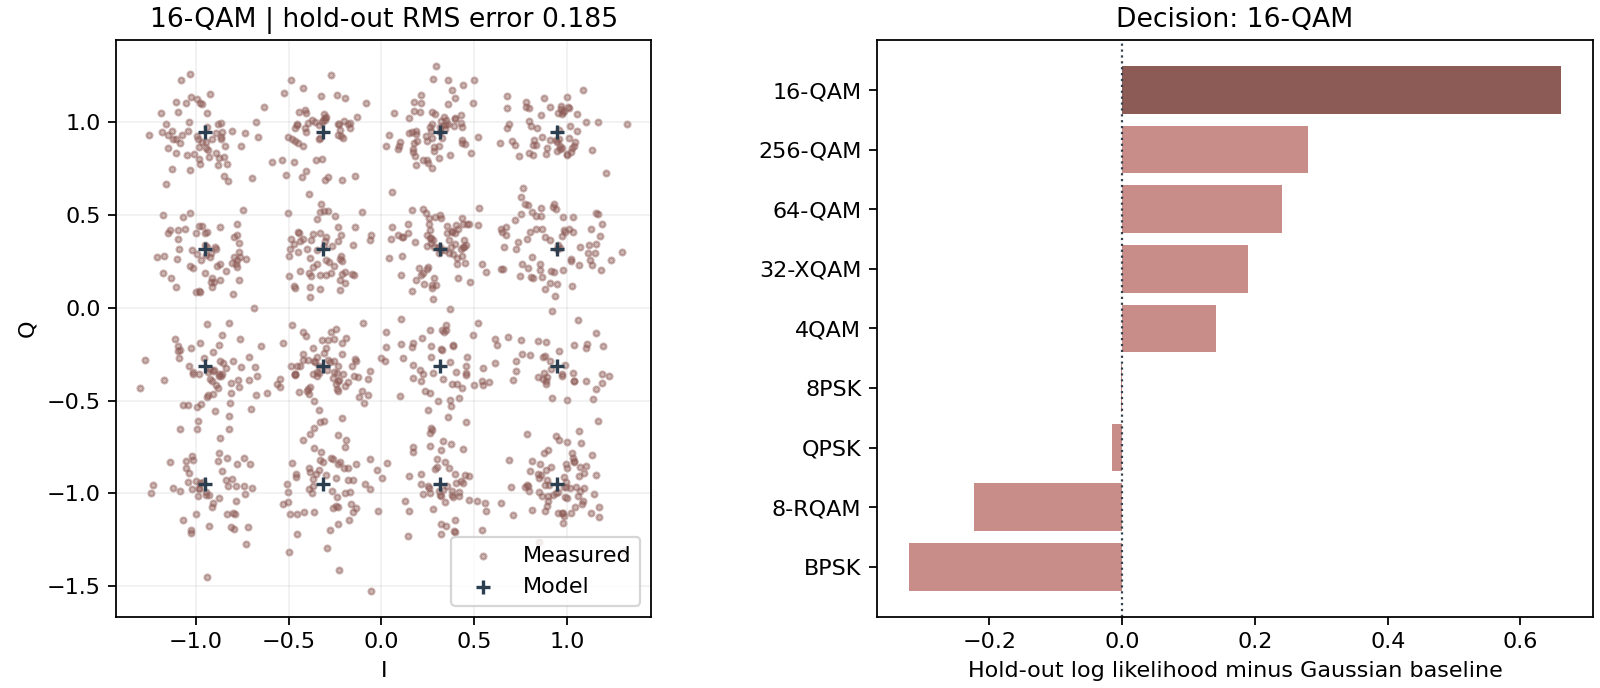 16-QAM | hold-out RMS error 0.185
1.0
0.5
0.0
−0.5
−1.0
−1.5
Q
−1.0
−0.5
0.0
0.5
1.0
I
Measured
Model
Decision: 16-QAM
16-QAM
256-QAM
64-QAM
32-XQAM
4QAM
8PSK
QPSK
8-RQAM
BPSK
−0.2
0.0
0.2
0.4
0.6
Hold-out log likelihood minus Gaussian baseline